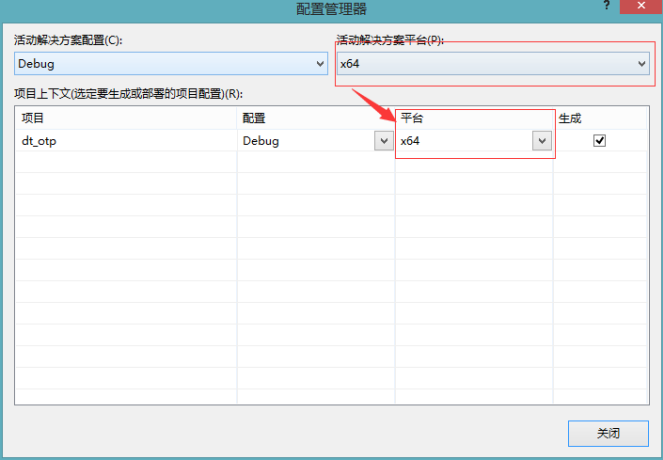 配置管理器
?
活动解决方案配置(C):
活动解决方案平台(P):
Debug
x64
项目上下文(选定要生成或部署的项目配置)(R):
项目 配置 平台 生成
dt_otp Debug x64
关闭